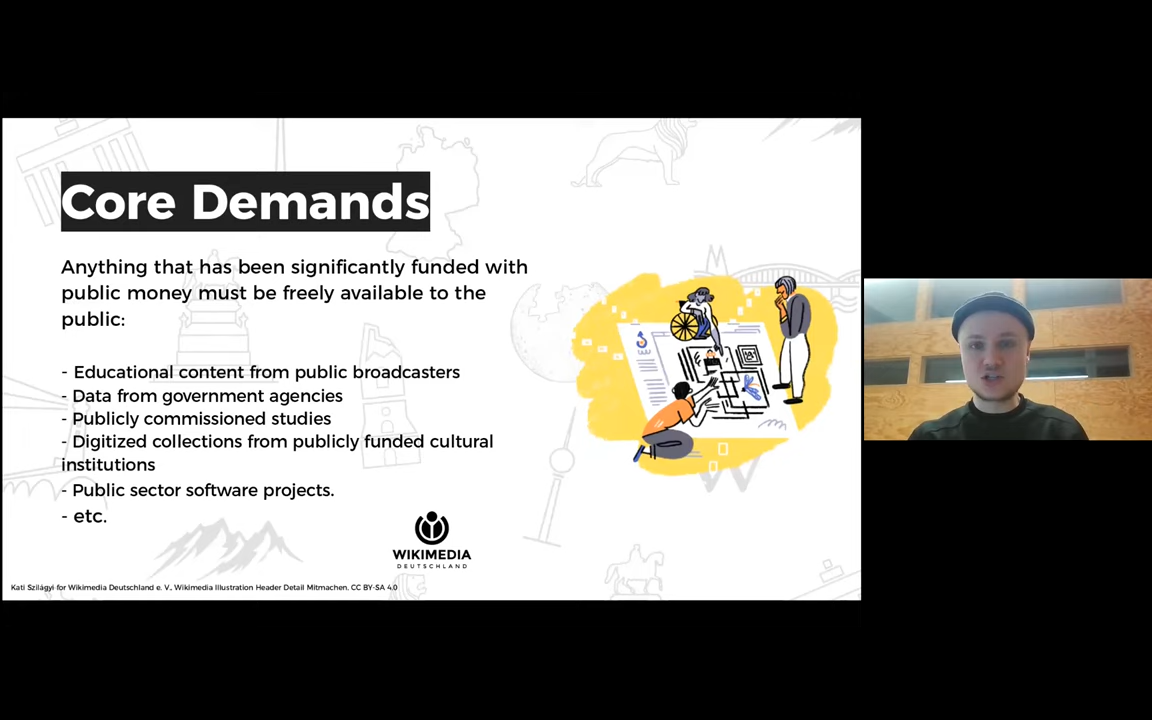 Core Demands
Anything that has been significantly funded with
public money must be freely available to the
public:
- Educational content from public broadcasters
- Data from government agencies
- Publicly commissioned studies
- Digitized collections from publicly funded cultural
institutions
- Public sector software projects.
- etc.
WIKIMEDIA
DEUTSCHLAND
Kati Szilágyi for Wikimedia Deutschland e. V., Wikimedia Illustration Header Detail Mitmachen, CC BY-SA 4.0